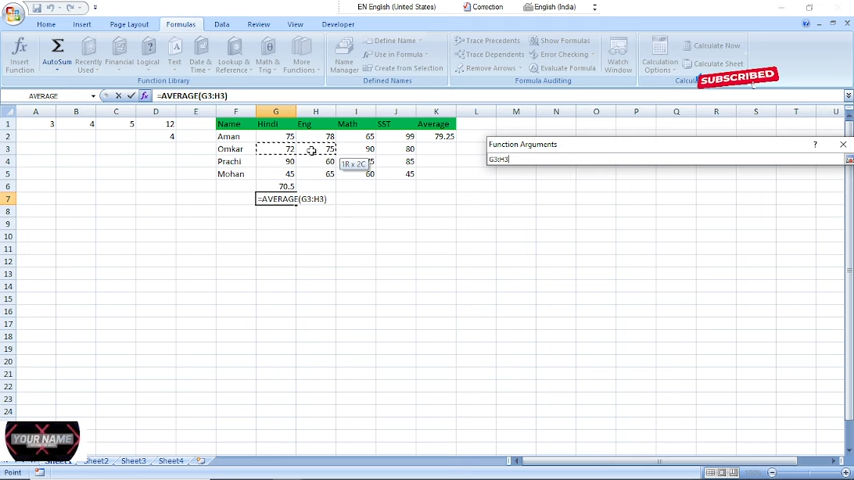 EN English (United States) Correction English (India)
Home Insert Page Layout Formulas Data Review View Developer
fx Σ A θ
Insert Function AutoSum Recently Used Financial Logical Text Date & Time Lookup & Reference Math & Trig More Functions
Function Library
Name Manager Define Name Use in Formula Create from Selection
Defined Names
Trace Precedents Trace Dependents Remove Arrows Show Formulas Error Checking
Formula Auditing
Watch Window Calculation Options Calculate Now Calculate Sheet
SUBSCRIBED
AVERAGE fx =AVERAGE(G3:H3)
A B C D E F G H I J K L M N O P Q R S T U
1 3 4 5 12 Name Hindi Eng Math SST Average
2 4 Aman 75 78 65 99 79.25
Function Arguments ?
3 Omkar 72 75 90 80
G3:H3
4 Prachi 90 60 85
1R x 2C
5 Mohan 45 65 60 45
6 70.5
7 =AVERAGE(G3:H3)
8
9
10
11
12
13
14
15
16
17
18
19
20
21
22
23
24
YOUR NAME
Sheet1 Sheet2 Sheet3 Sheet4
Point 100%